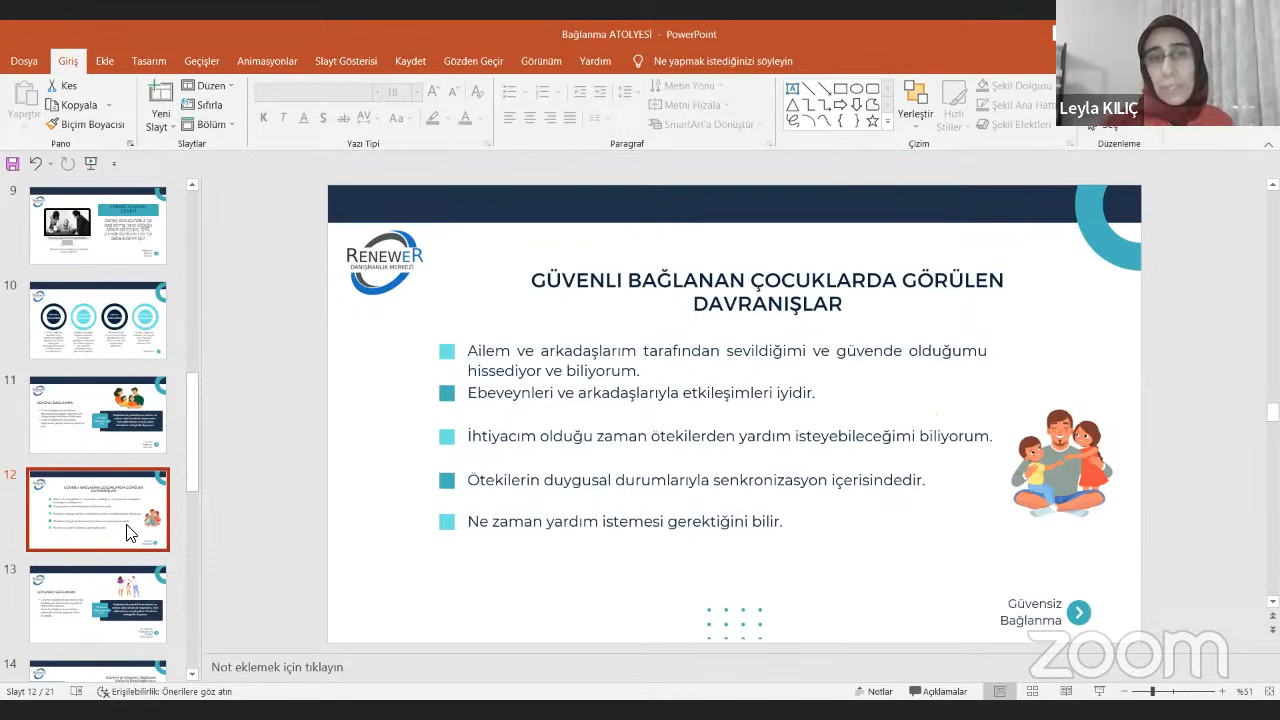 Bağlanma ATOLYESİ - PowerPoint
Dosya Giriş Ekle Tasarım Geçişler Animasyonlar Slayt Gösterisi Kaydet Gözden Geçir Görünüm Yardım Ne yapmak istediğinizi söyleyin
Leyla KILIÇ
Yapıştır
Kes
Kopyala
Biçim Boyacısı
Pano
Yeni
Slayt
Düzen
Sıfırla
Bölüm
Slaytlar
18
Yazı Tipi
Metin Yönü
Metni Hizala
SmartArt'a Dönüştür
Paragraf
Yerleştir
Hızlı
Stiller
Şekil Dolgusu
Şekil Ana Hattı
Şekil Efektleri
Çizim
Düzenleme
9
10
11
12
13
14
RENEWER
DANIŞMANLIK MERKEZİ
GÜVENLI BAĞLANAN ÇOCUKLARDA GÖRÜLEN
DAVRANIŞLAR
Ailem ve arkadaşlarım tarafından sevildiğimi ve güvende olduğumu
hissediyor ve biliyorum.
Ebeveynleri ve arkadaşlarıyla etkileşimleri iyidir.
İhtiyacım olduğu zaman ötekilerden yardım isteyebileceğimi biliyorum.
Ötekilerin duygusal durumlarıyla senkronizasyon içerisindedir.
Ne zaman yardım istemesi gerektiğini bilir.
Güvensiz
Bağlanma
zoom
Not eklemek için tıklayın
Slayt 12 / 21 Erişilebilirlik: Önerilere göz atın Notlar Açıklamalar %51